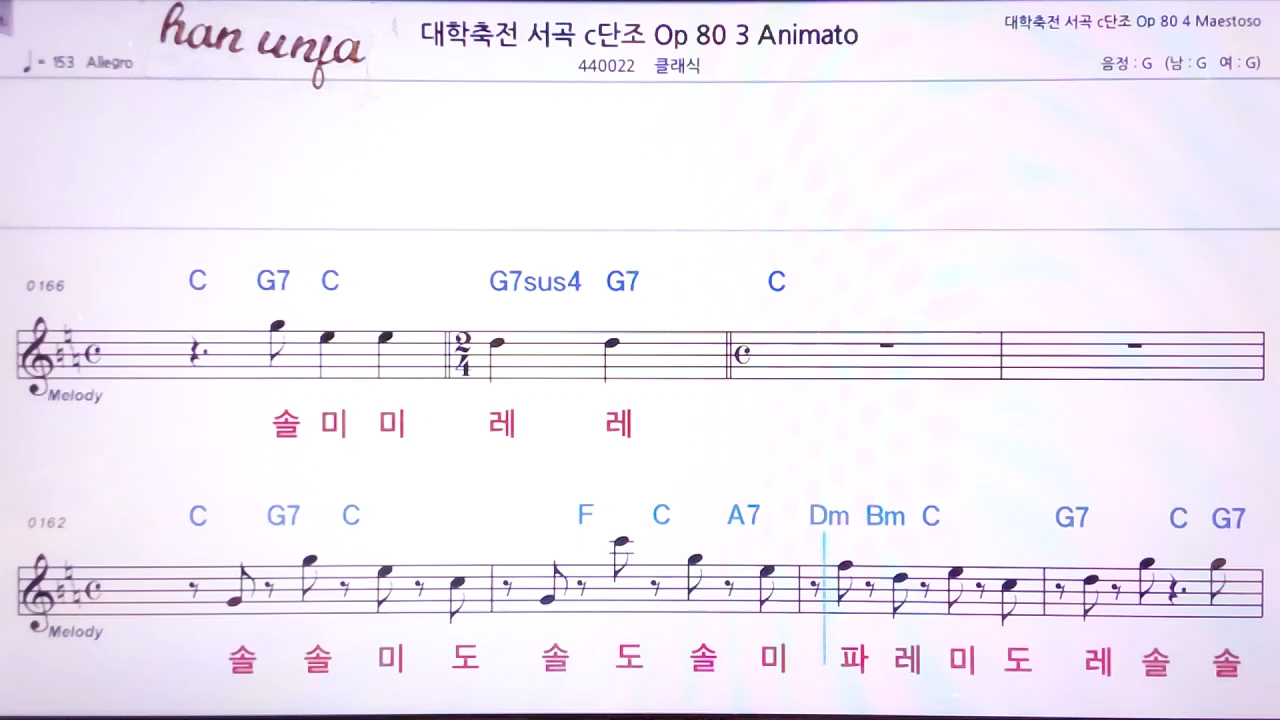 han unfa
대학축전 서곡 c단조 Op 80 3 Animato
대학축전 서곡 c단조 Op 80 4 Maestoso
♩ = 153 Allegro
440022 클래식
음정 : G (남 : G 여 : G)
0166
C G7 C G7sus4 G7 C
2
4
Melody
솔 미 미 레 레
0162
C G7 C F C A7 Dm Bm C G7 C G7
Melody
솔 솔 미 도 솔 도 솔 미 파 레 미 도 레 솔 솔